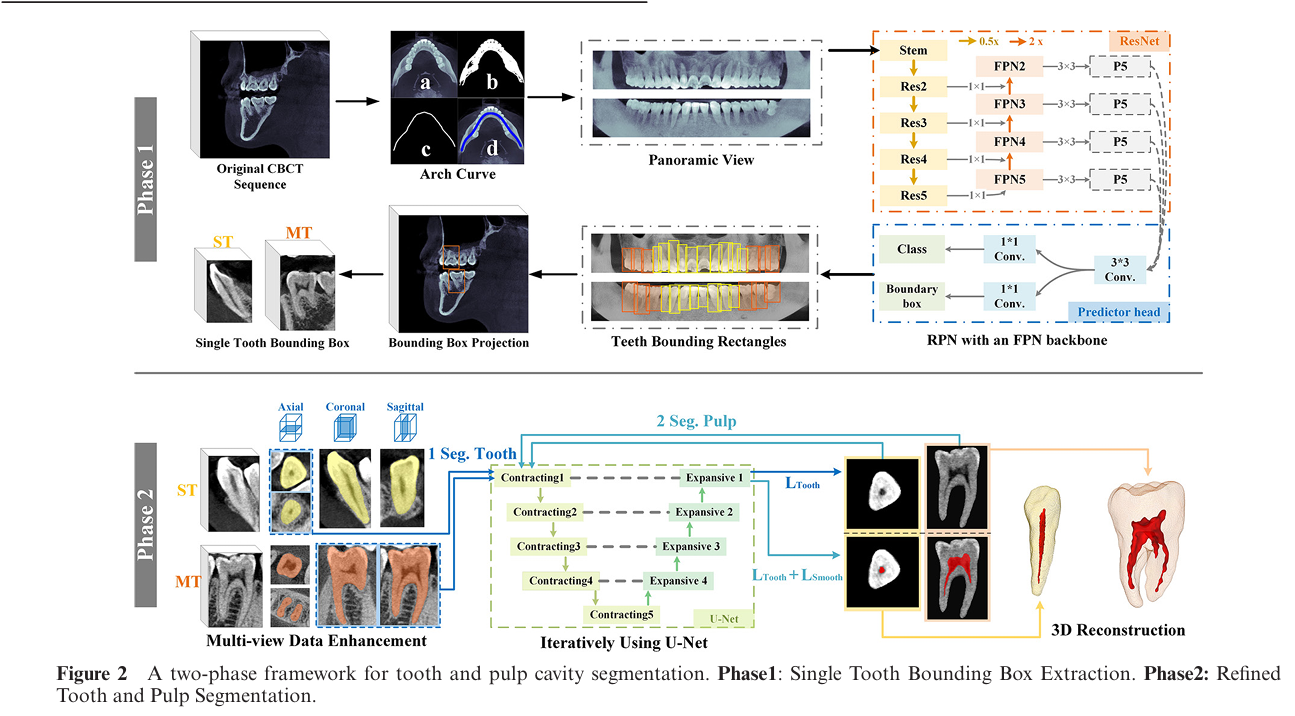 Phase 1
Original CBCT
Sequence
a
b
c
d
Arch Curve
Panoramic View
0.5x
2 x
ResNet
Stem
Res2
Res3
Res4
Res5
1×1
1×1
1×1
1×1
FPN2
FPN3
FPN4
FPN5
3×3
3×3
3×3
3×3
P5
P5
P5
P5
ST
MT
Single Tooth Bounding Box
Bounding Box Projection
Teeth Bounding Rectangles
Class
Boundary
box
1*1
Conv.
1*1
Conv.
3*3
Conv.
Predictor head
RPN with an FPN backbone
Phase 2
Axial
Coronal
Sagittal
ST
MT
Multi-view Data Enhancement
1 Seg. Tooth
2 Seg. Pulp
Contracting1
Contracting2
Contracting3
Contracting4
Contracting5
Expansive 1
Expansive 2
Expansive 3
Expansive 4
U-Net
Iteratively Using U-Net
LTooth
LTooth + LSmooth
3D Reconstruction
Figure 2 A two-phase framework for tooth and pulp cavity segmentation. Phase1: Single Tooth Bounding Box Extraction. Phase2: Refined
Tooth and Pulp Segmentation.